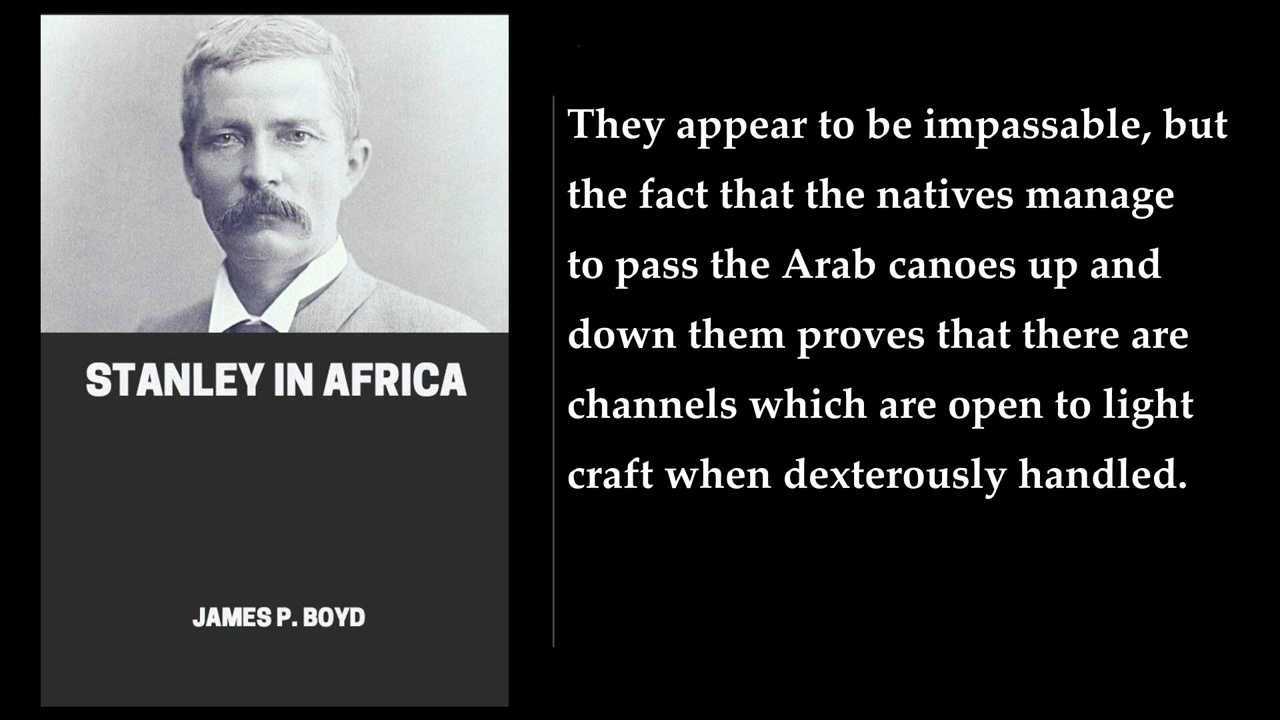 STANLEY IN AFRICA
JAMES P. BOYD
They appear to be impassable, but
the fact that the natives manage
to pass the Arab canoes up and
down them proves that there are
channels which are open to light
craft when dexterously handled.